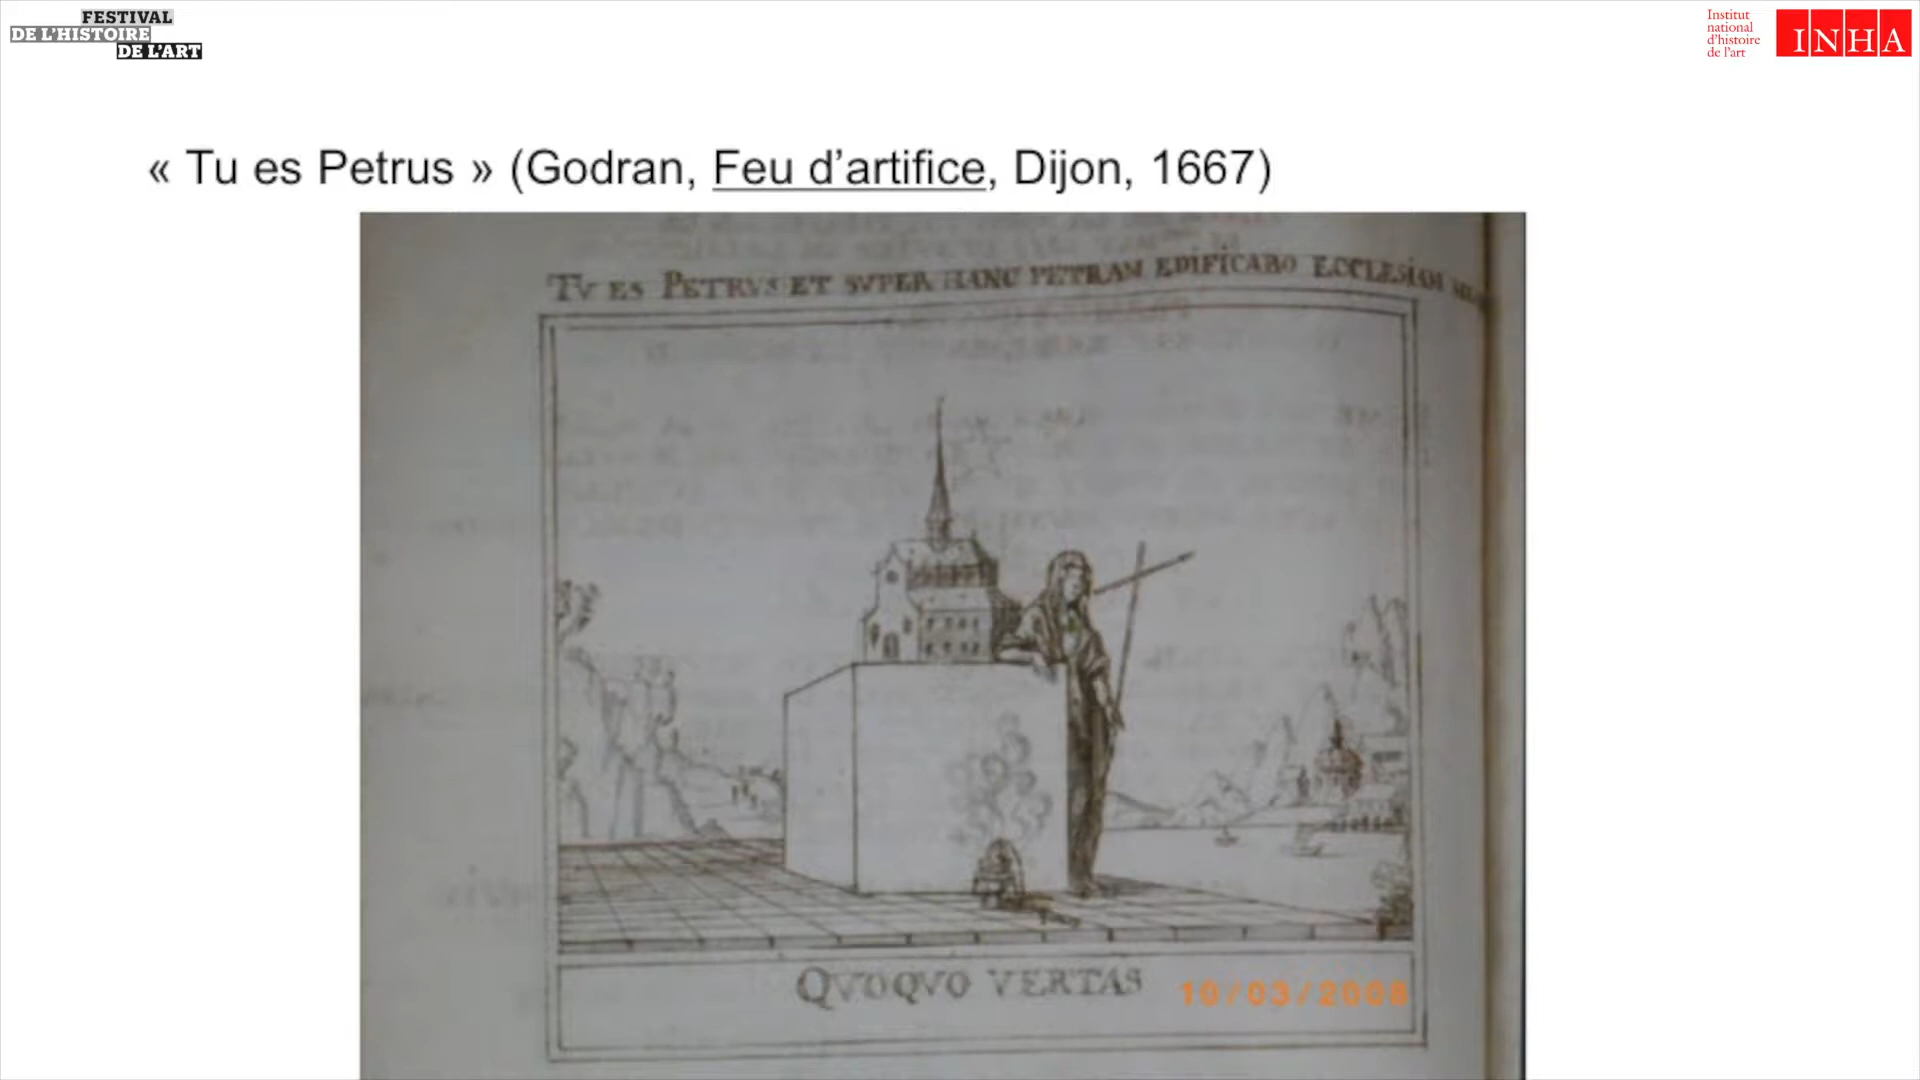 FESTIVAL
DE L'HISTOIRE
DE L'ART
Institut
national
d'histoire
de l'art
INHA
« Tu es Petrus » (Godran, Feu d'artifice, Dijon, 1667)
TV ES PETRVS ET SVPER HANC PETRAM EDIFICABO ECCLESIAM
QVOQVO VERTAS
10/03/2008